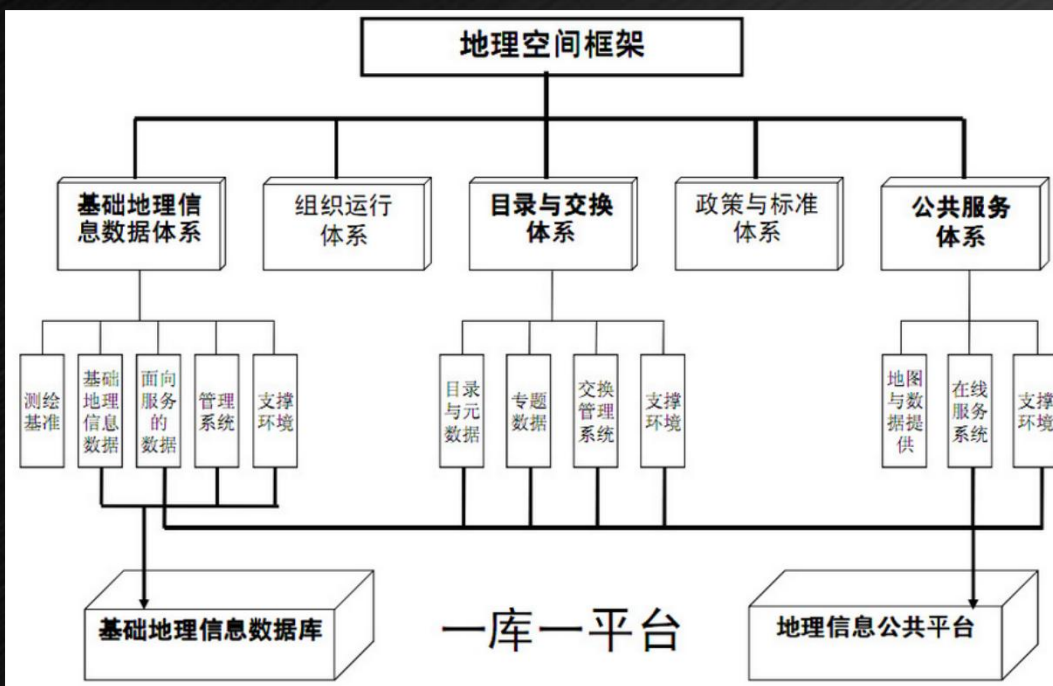 地理空间框架
基础地理信
息数据体系
组织运行
体系
目录与交换
体系
政策与标准
体系
公共服务
体系
测绘
基准
基础
地理
信息
数据
面向
服务
的
数据
管理
系统
支撑
环境
目录
与元
数据
专题
数据
交换
管理
系统
支撑
环境
地图
与数
据提
供
在线
服务
系统
支撑
环境
基础地理信息数据库
一库一平台
地理信息公共平台